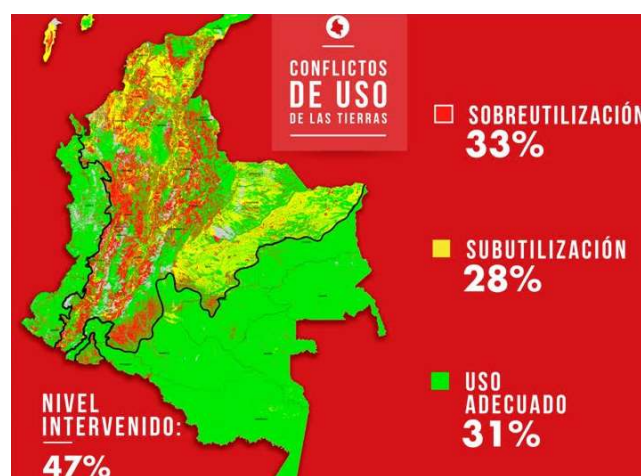 CONFLICTOS
DE USO
DE LAS TIERRAS
SOBREUTILIZACIÓN
33%
SUBUTILIZACIÓN
28%
USO
ADECUADO
31%
NIVEL
INTERVENIDO:
47%